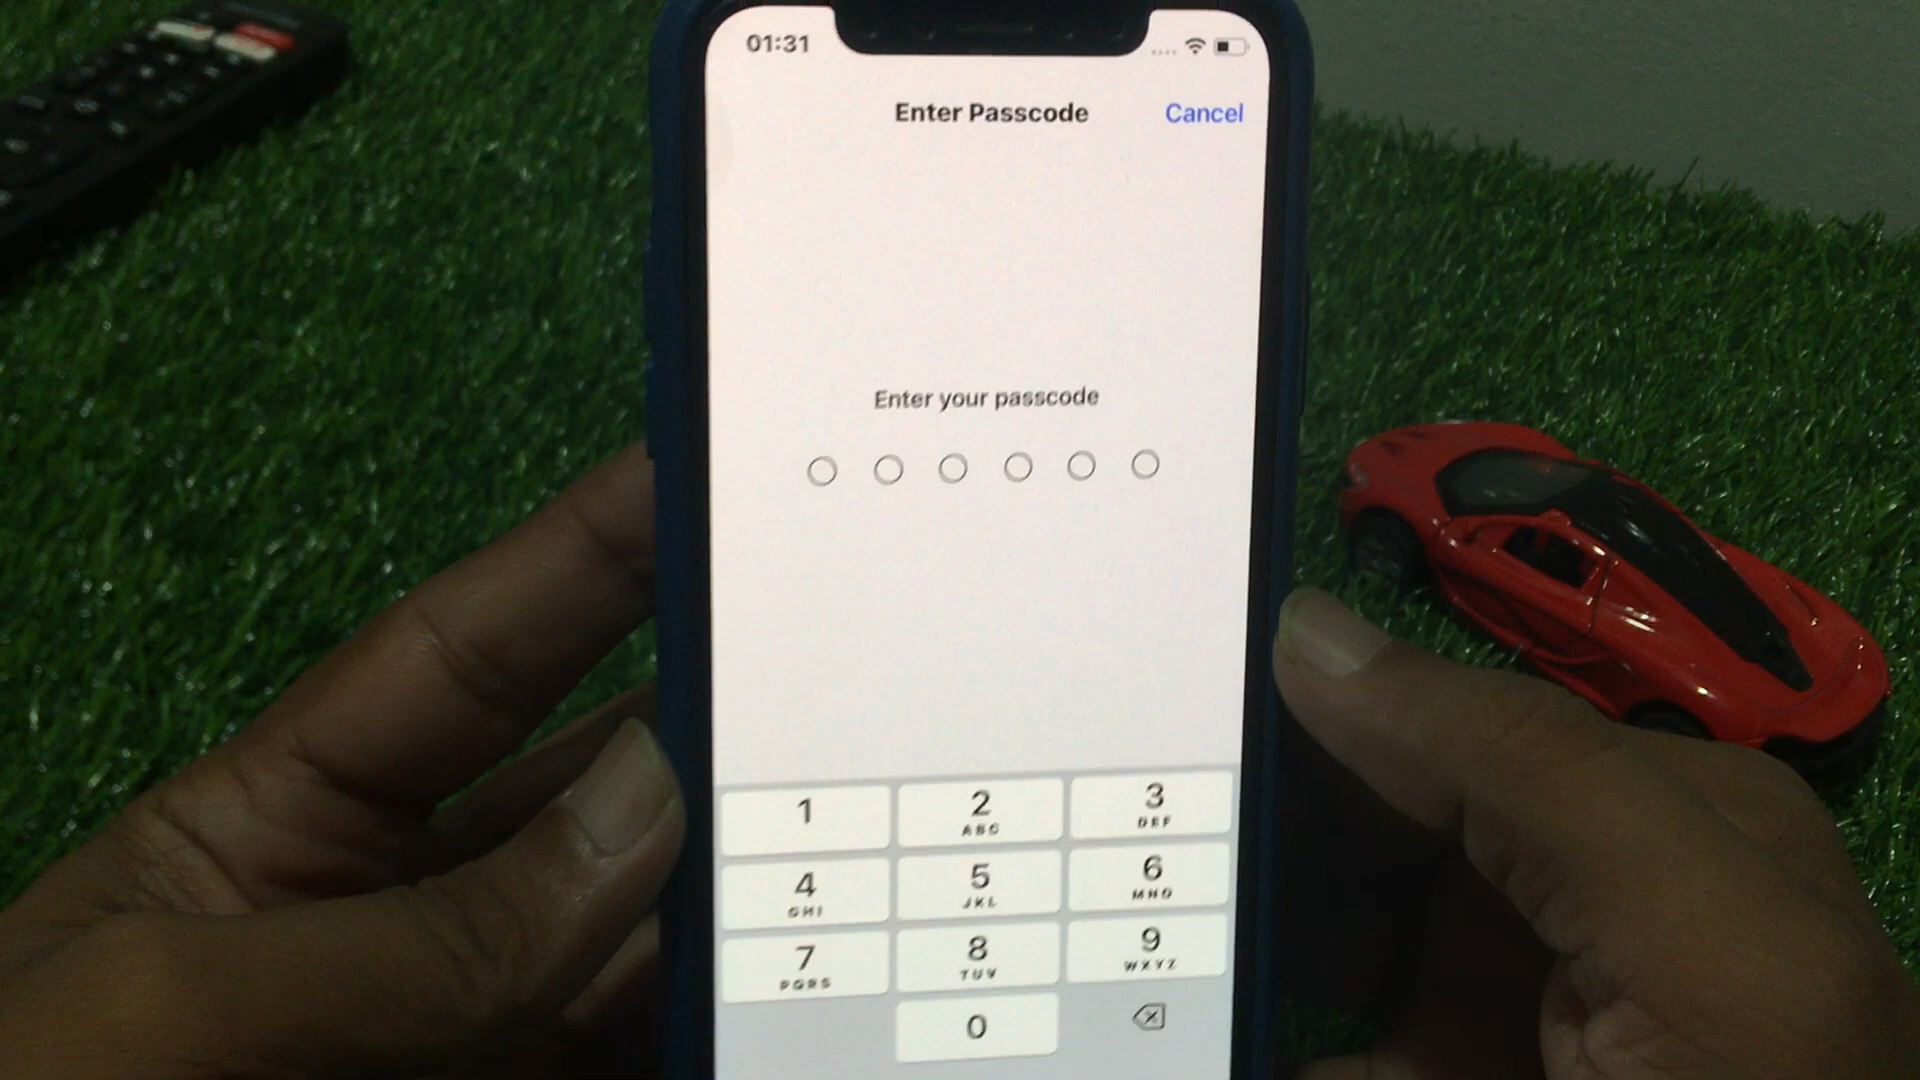 01:31
Enter Passcode
Cancel
Enter your passcode
1
2
ABC
3
DEF
4
GHI
5
JKL
6
MNO
7
PQRS
8
TUV
9
WXYZ
0